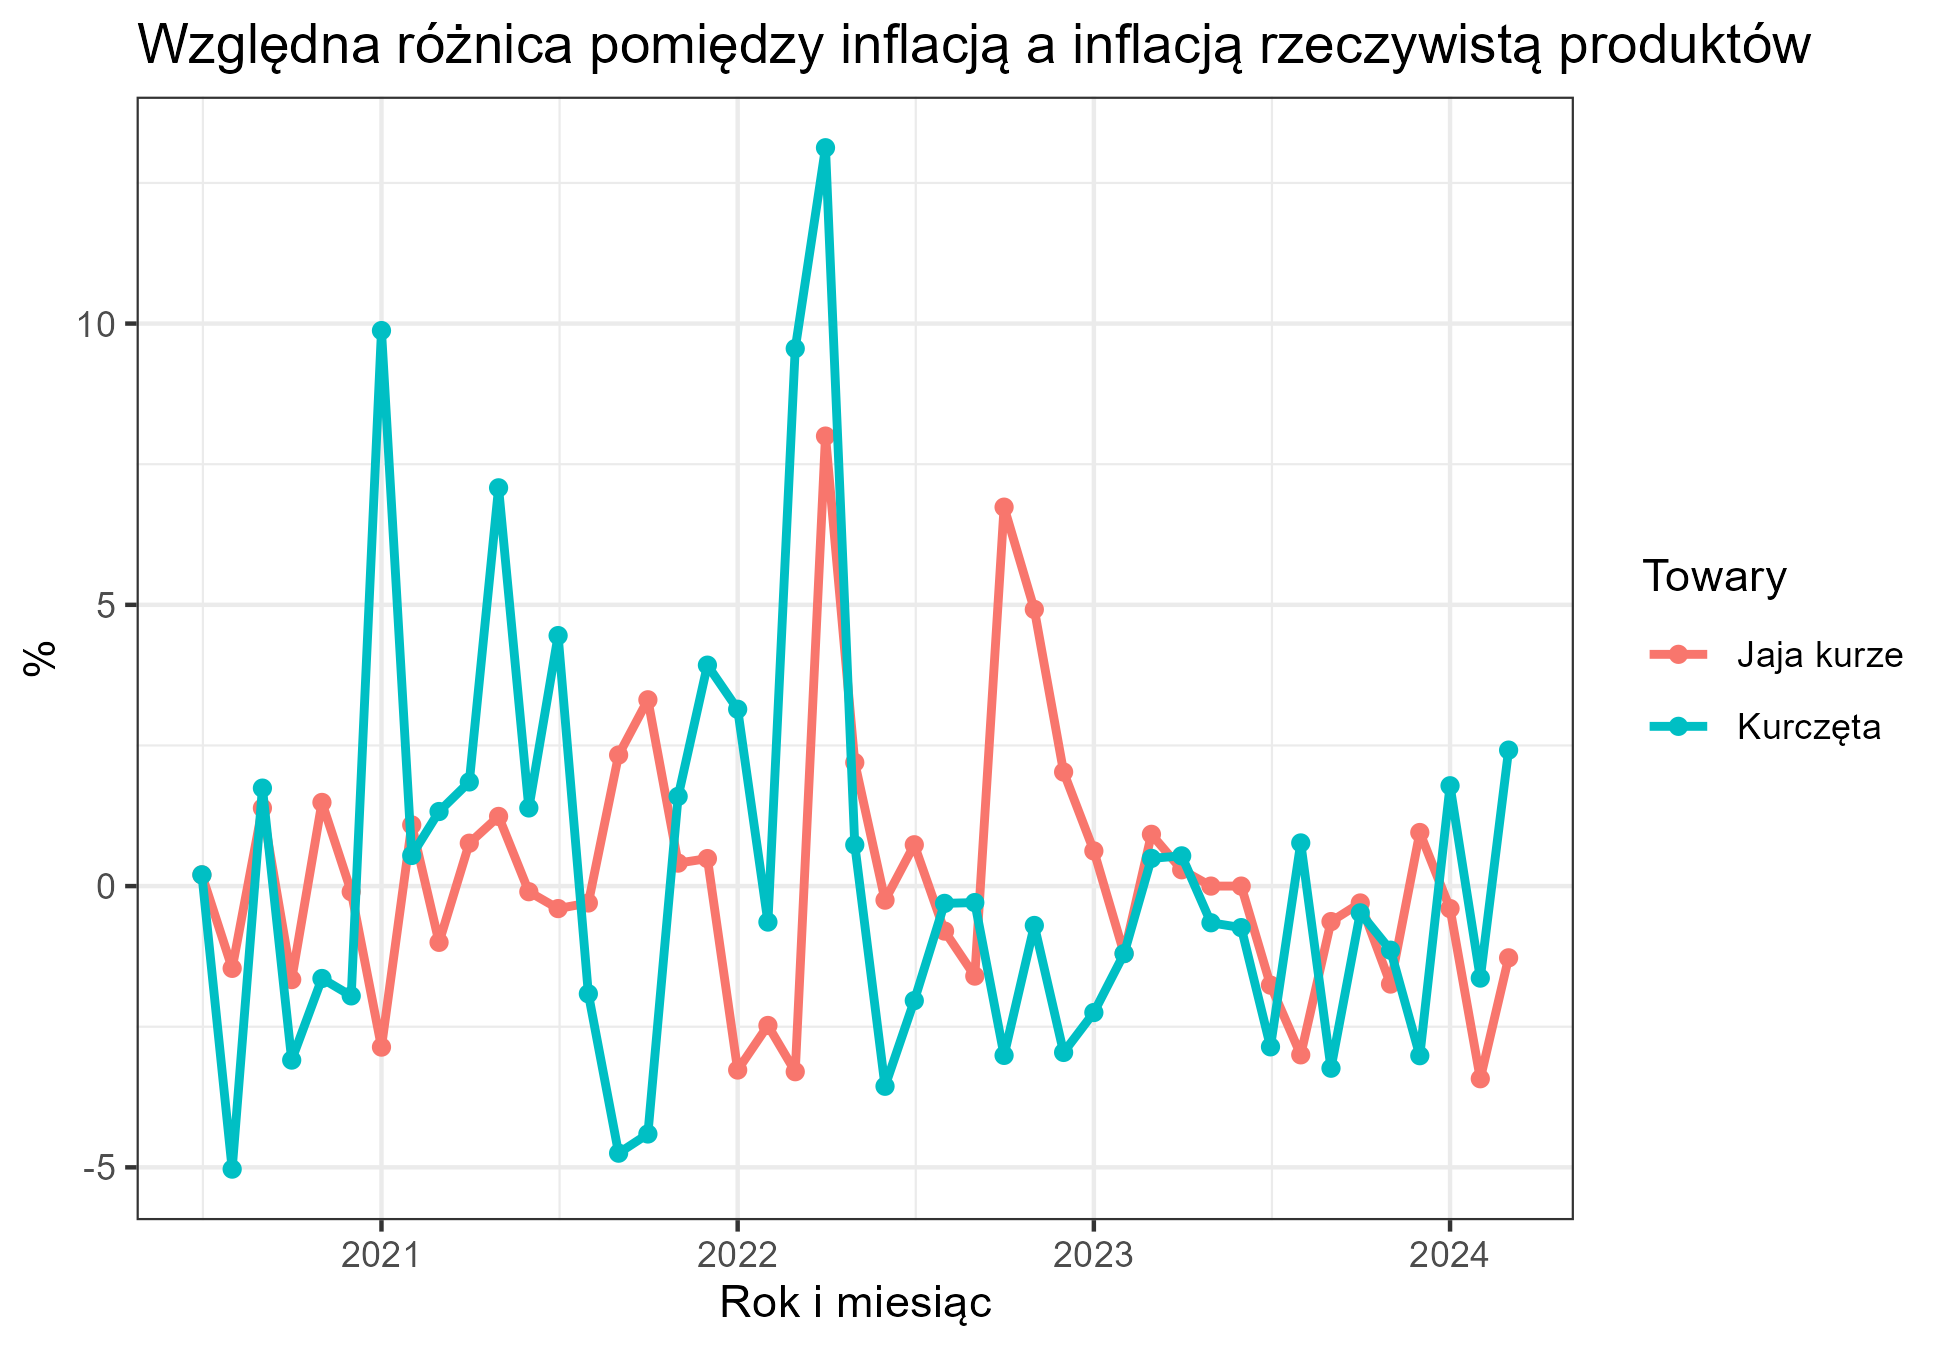 Względna różnica pomiędzy inflacją a inflacją rzeczywistą produktów
10
5
0
-5
%
2021
2022
2023
2024
Rok i miesiąc
Towary
Jaja kurze
Kurczęta